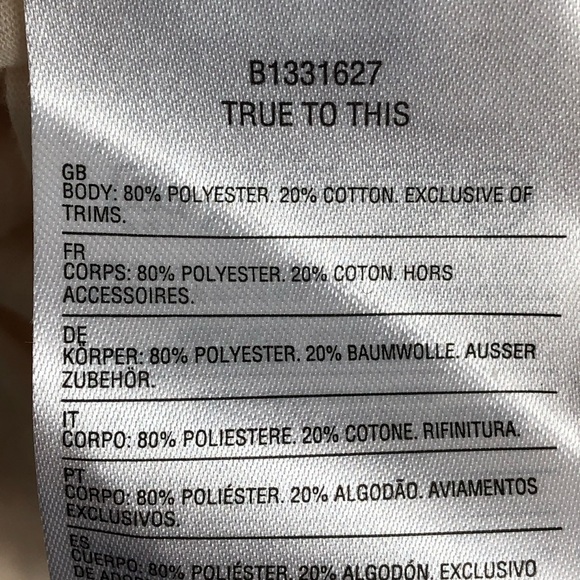 B1331627
TRUE TO THIS
GB
BODY: 80% POLYESTER. 20% COTTON. EXCLUSIVE OF
TRIMS.
FR
CORPS: 80% POLYESTER. 20% COTON. HORS
ACCESSOIRES.
DE
KÖRPER: 80% POLYESTER. 20% BAUMWOLLE. AUSSER
ZUBEHÖR.
IT
CORPO: 80% POLIESTERE. 20% COTONE. RIFINITURA.
PT
CORPO: 80% POLIÉSTER. 20% ALGODÃO. AVIAMENTOS
EXCLUSIVOS.
ES
CUERPO. 80% POLIÉSTER. 20% ALGODÓN. EXCLUSIVO
DE